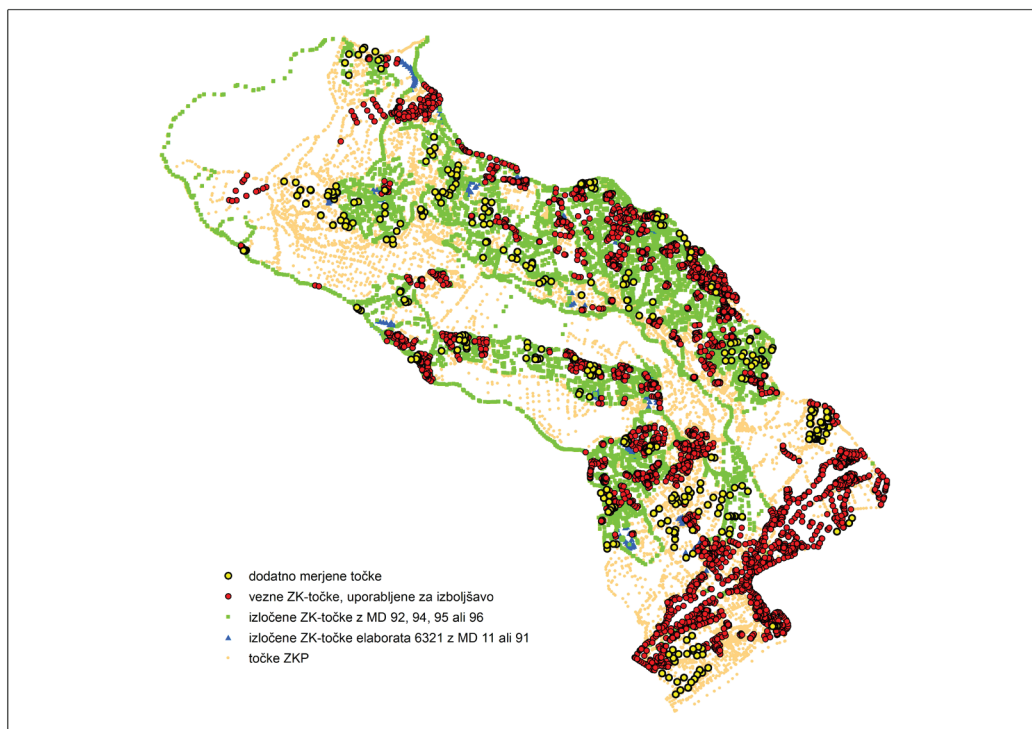 dodatno merjene točke
vezne ZK-točke, uporabljene za izboljšavo
izločene ZK-točke z MD 92, 94, 95 ali 96
izločene ZK-točke elaborata 6321 z MD 11 ali 91
točke ZKP